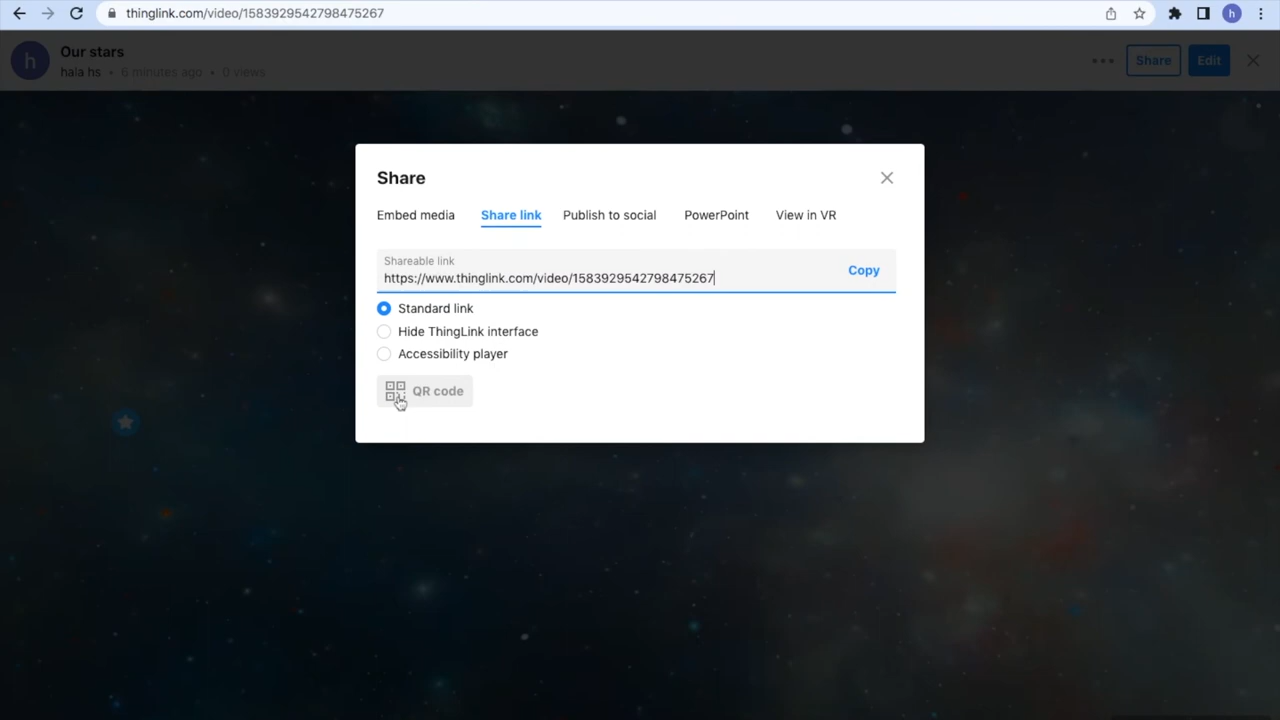 thinglink.com/video/1583929542798475267
h
h
Our stars
hala hs • 6 minutes ago • 0 views
Share
Edit
Share
Embed media
Share link
Publish to social
PowerPoint
View in VR
Shareable link
https://www.thinglink.com/video/1583929542798475267
Copy
Standard link
Hide ThingLink interface
Accessibility player
QR code